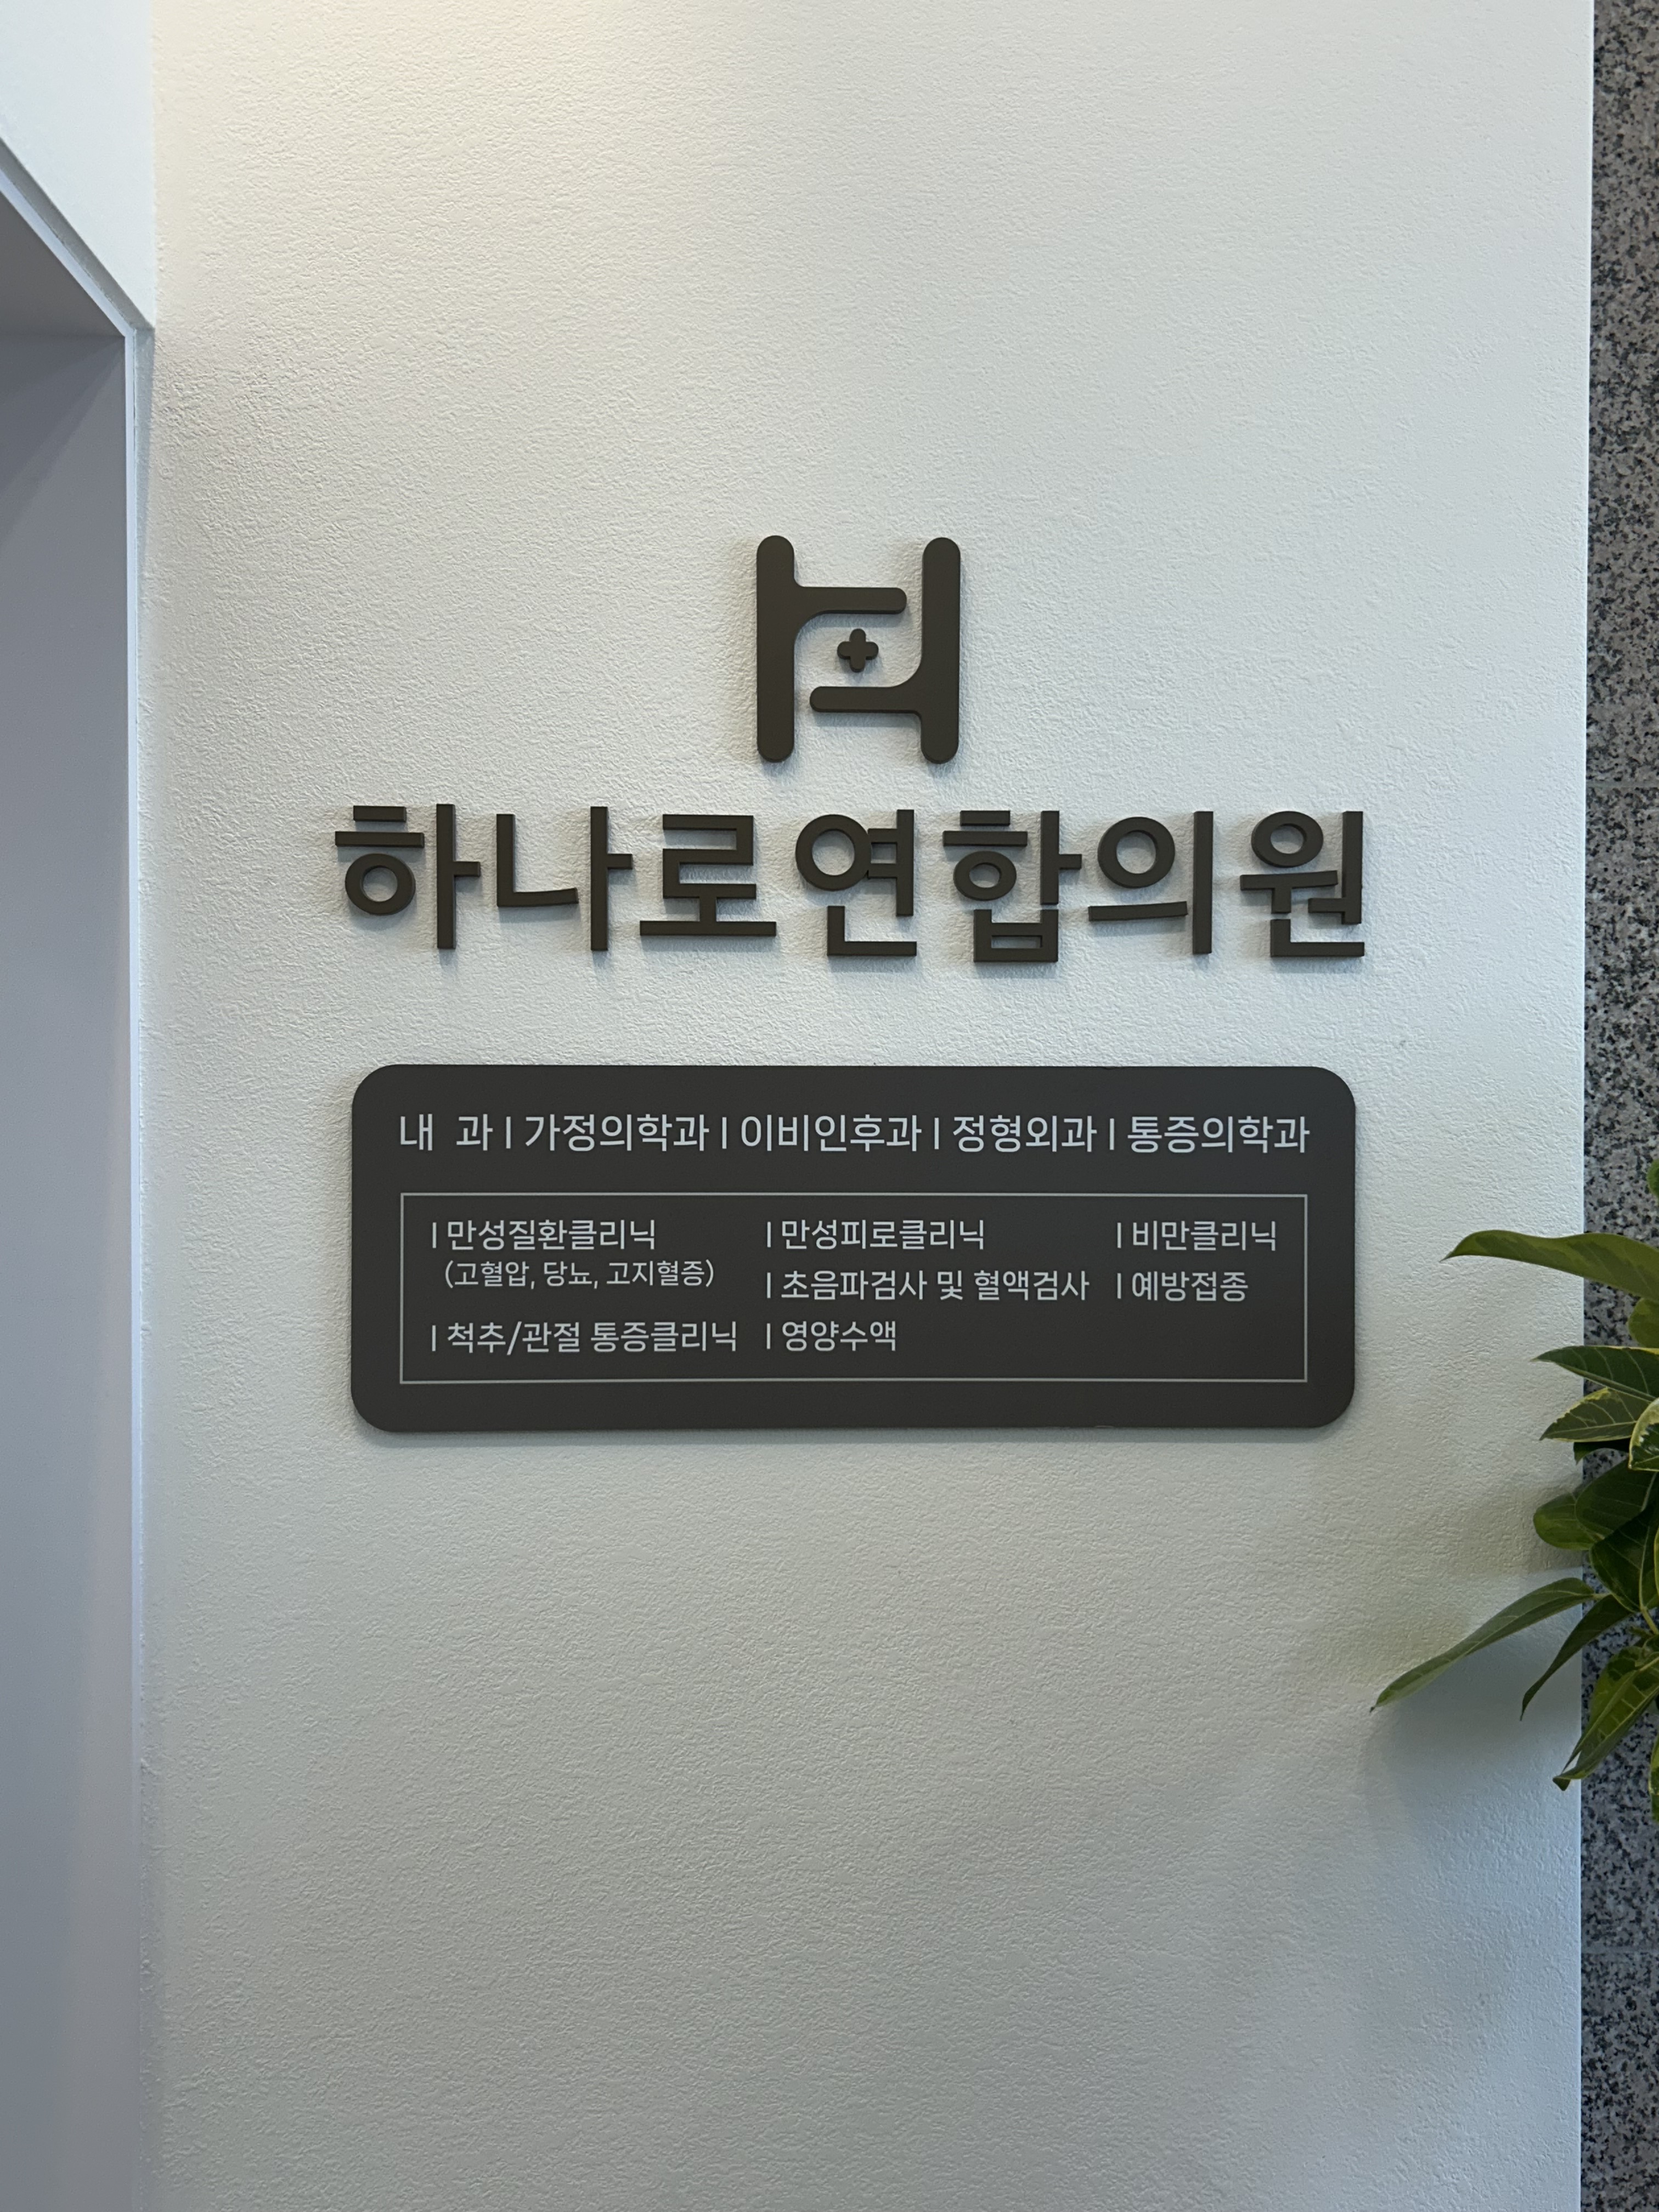 하나로연합의원
내 과 | 가정의학과 | 이비인후과 | 정형외과 | 통증의학과
| 만성질환클리닉 | 만성피로클리닉 | 비만클리닉
(고혈압, 당뇨, 고지혈증)
| 초음파검사 및 혈액검사 | 예방접종
| 척추/관절 통증클리닉 | 영양수액